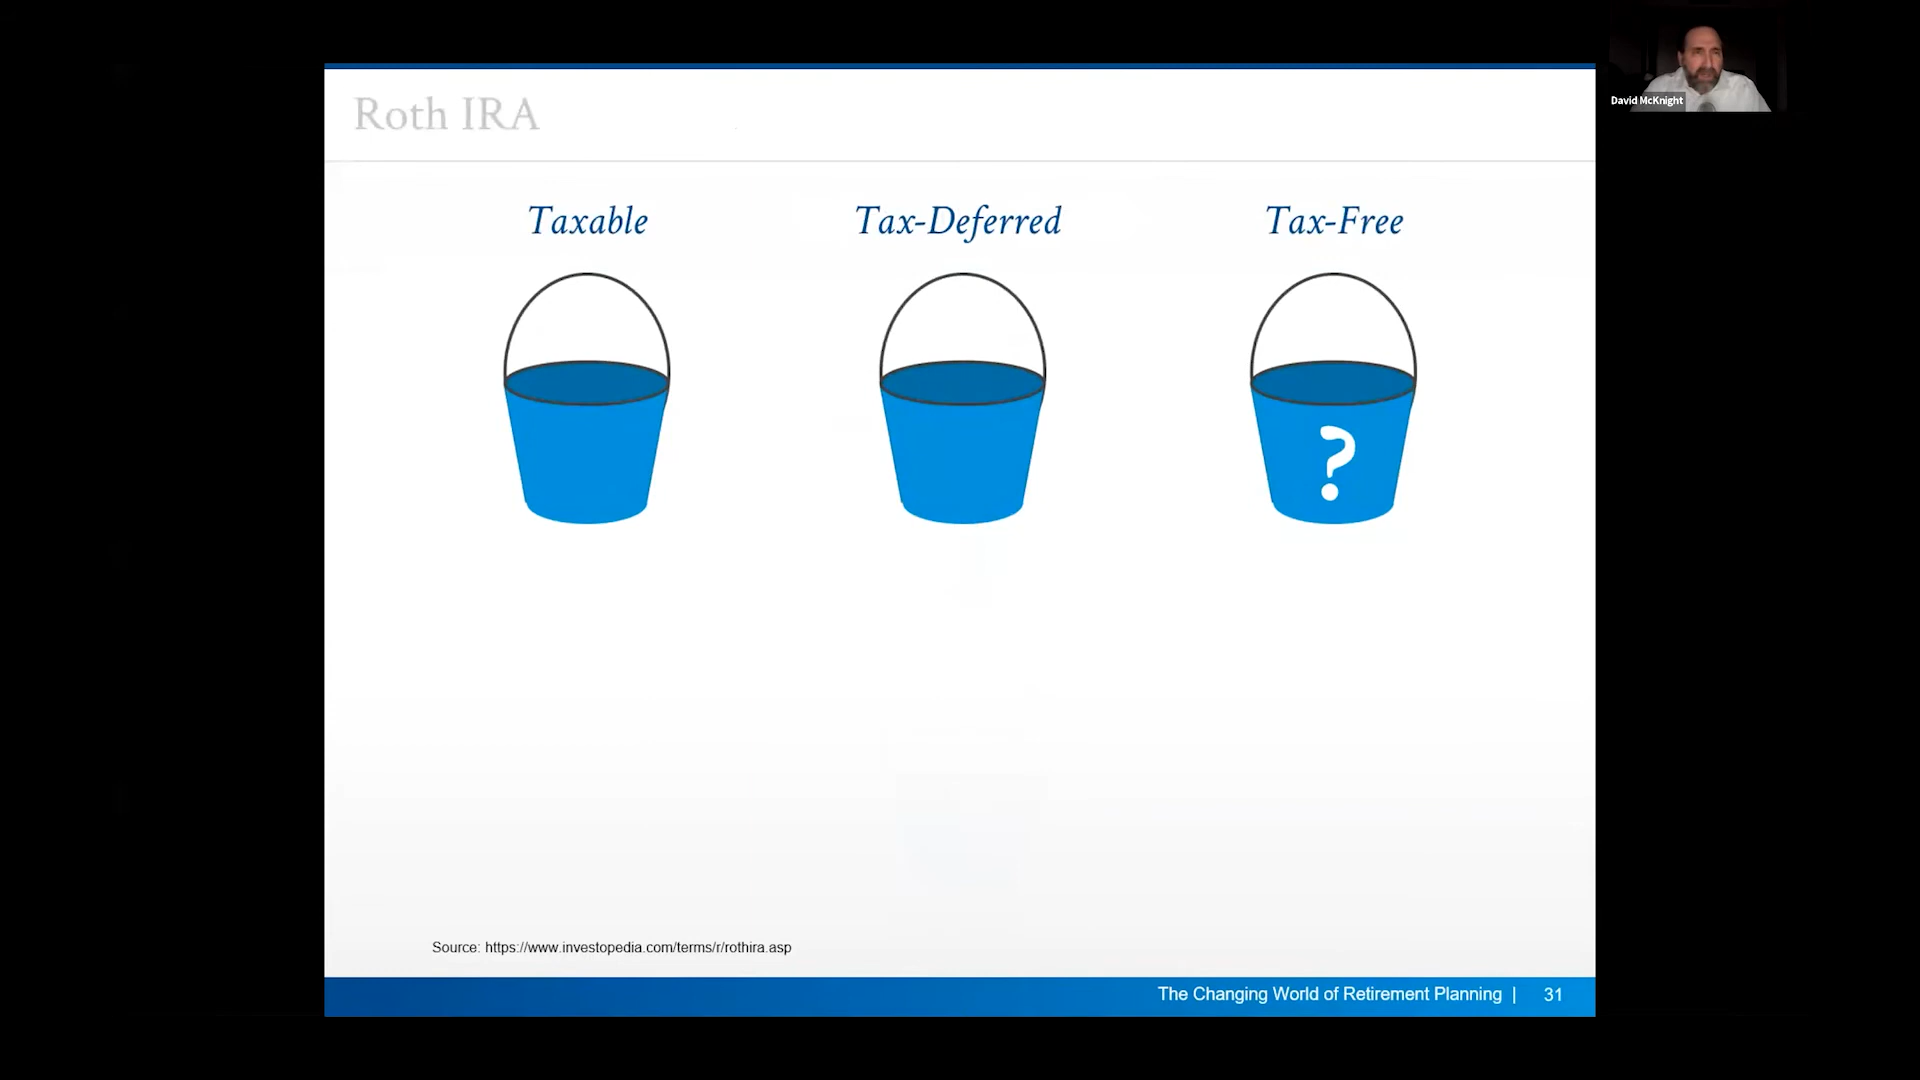 Roth IRA
David McKnight
Taxable
Tax-Deferred
Tax-Free
?
Source: https://www.investopedia.com/terms/r/rothira.asp
The Changing World of Retirement Planning | 31